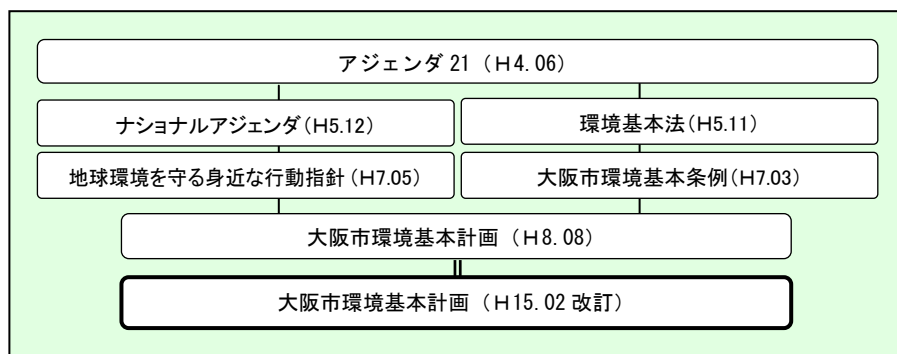 アジェンダ 21 (H4.06)
ナショナルアジェンダ(H5.12)
環境基本法(H5.11)
地球環境を守る身近な行動指針(H7.05)
大阪市環境基本条例(H7.03)
大阪市環境基本計画 (H8.08)
大阪市環境基本計画 (H15.02 改訂)